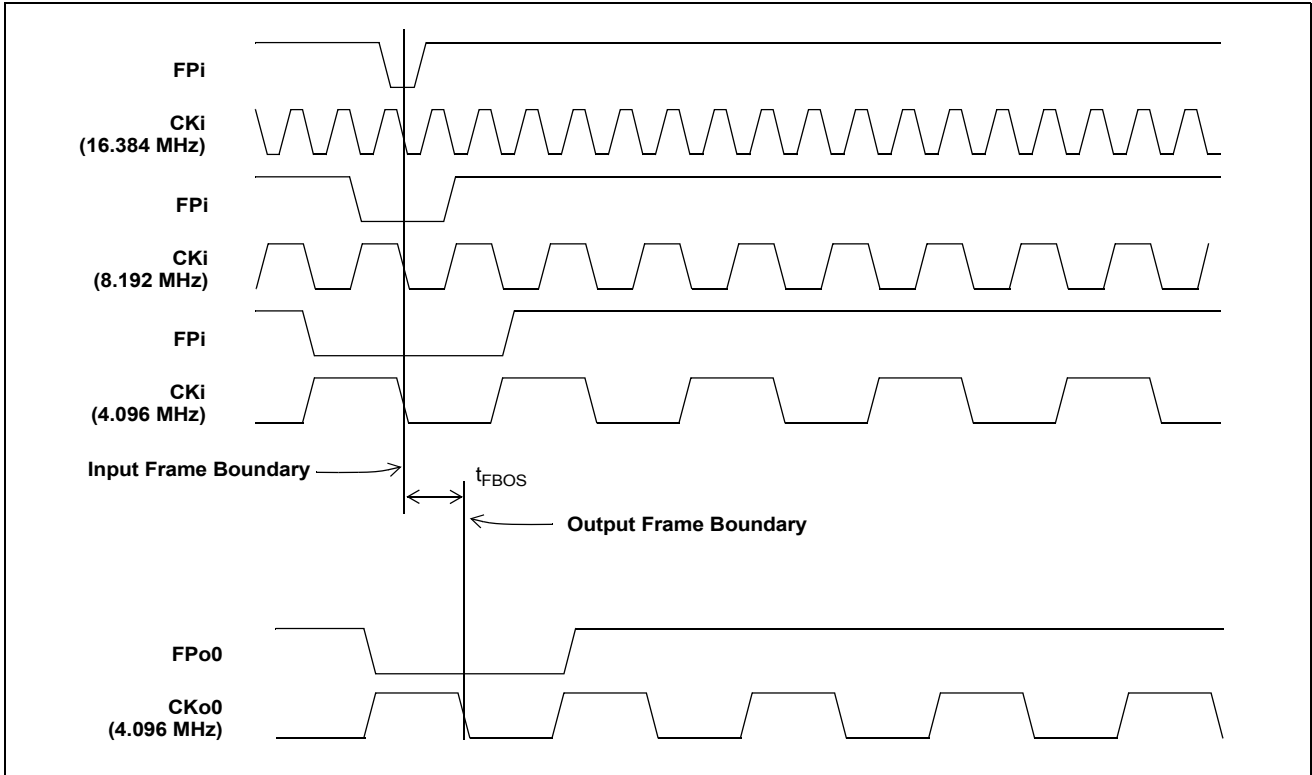 FPi
CKi
(16.384 MHz)
FPi
CKi
(8.192 MHz)
FPi
CKi
(4.096 MHz)
Input Frame Boundary
tFBOS
Output Frame Boundary
FPo0
CKo0
(4.096 MHz)